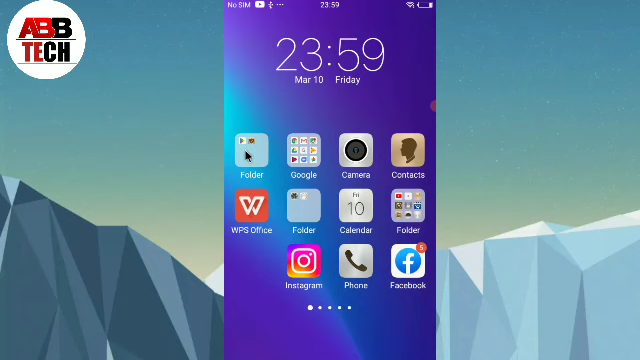 ABB
TECH
No SIM
23:59
23:59
Mar 10 Friday
Folder
Google
Camera
Contacts
Fri
10
WPS Office
Folder
Calendar
Folder
5
Instagram
Phone
Facebook